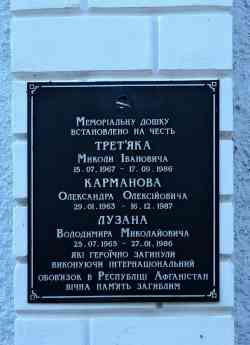 Меморіальну дошку
встановлено на честь
ТРЕТ'ЯКА
Миколи Івановича
15.07.1967 - 17.09.1986
КАРМАНОВА
Олександра Олексійовича
29.01.1963 - 16.12.1987
ЛУЗАНА
Володимира Миколайовича
25.07.1965 - 27.01.1986
які героїчно загинули
виконуючи інтернаціональний
обов'язок в Республіці Афганістан
вічна пам'ять загиблим